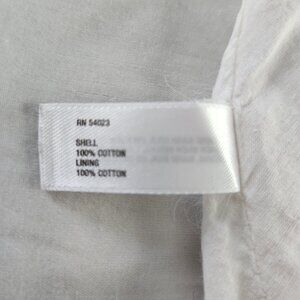 RN 54023
SHELL
100% COTTON
LINING
100% COTTON